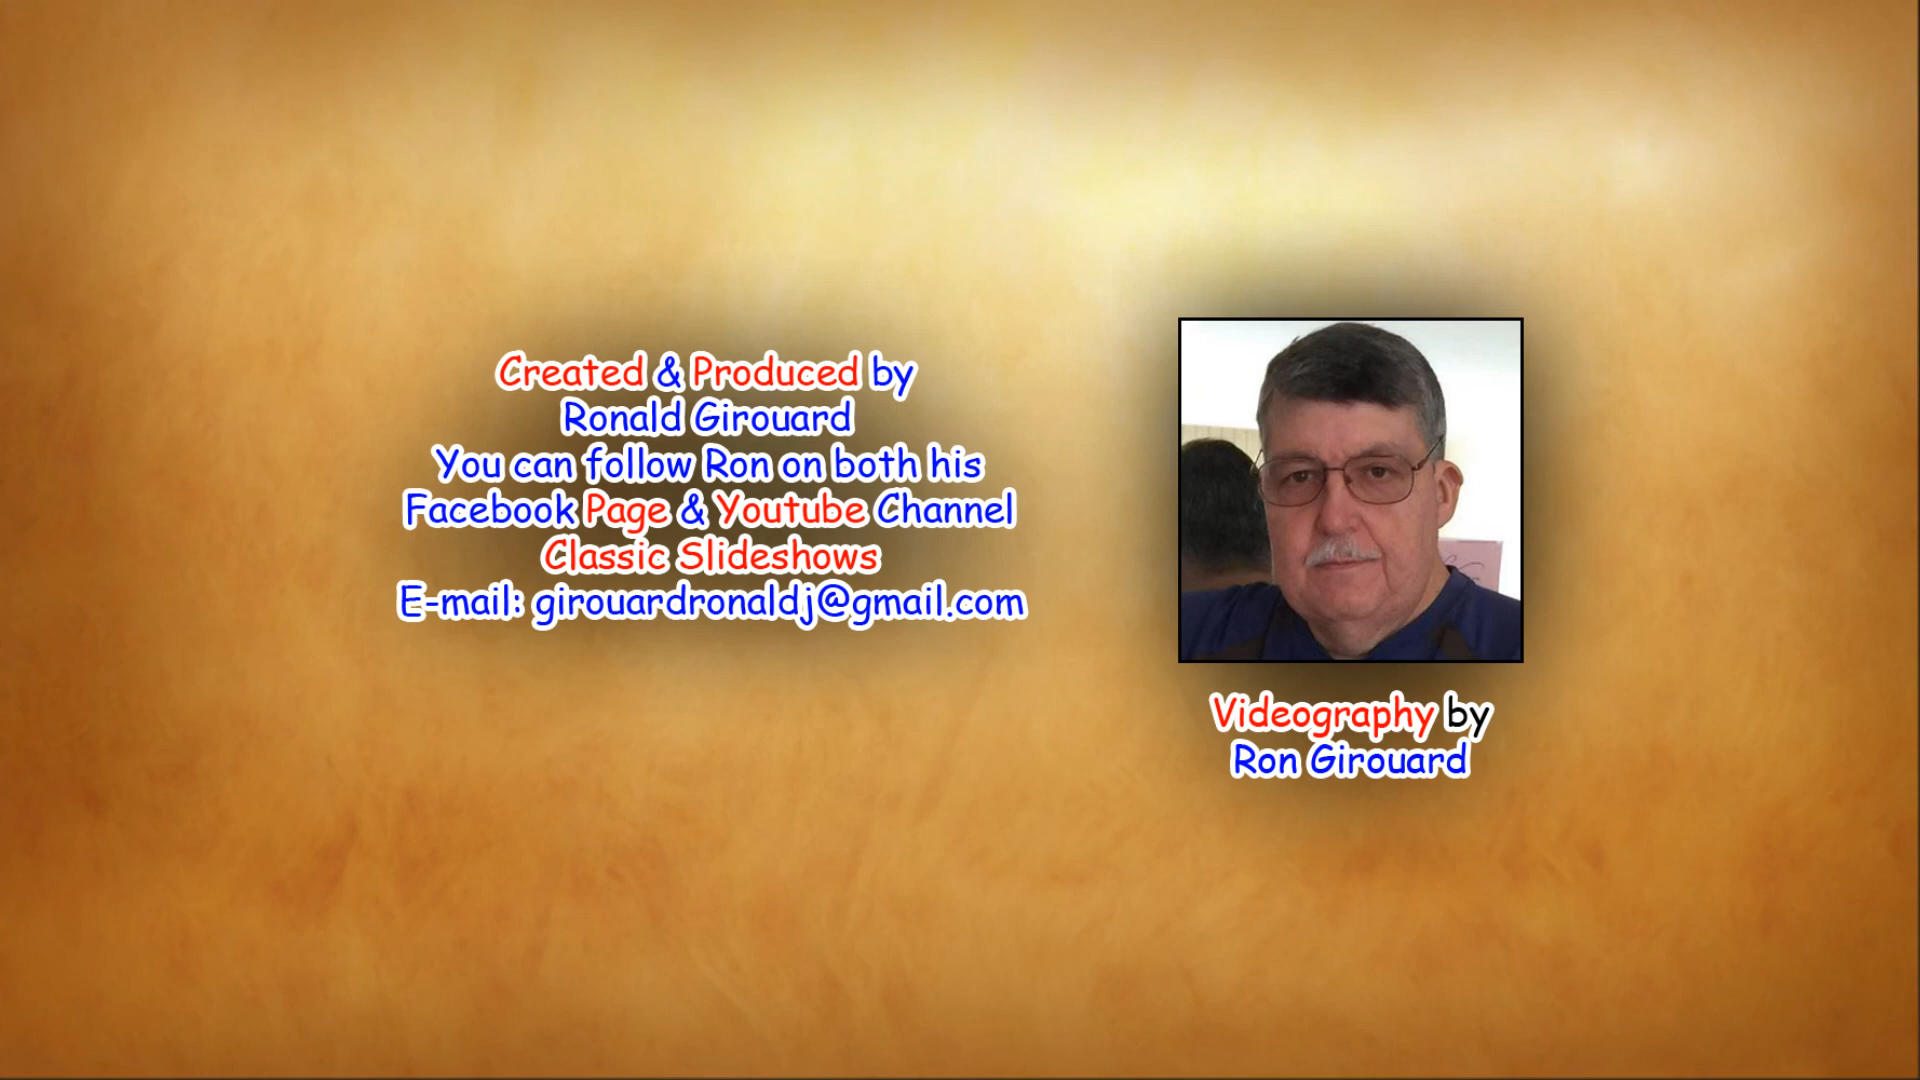 Created & Produced by
Ronald Girouard
You can follow Ron on both his
Facebook Page & Youtube Channel
Classic Slideshows
E-mail: girouardronaldj@gmail.com
Videography by
Ron Girouard